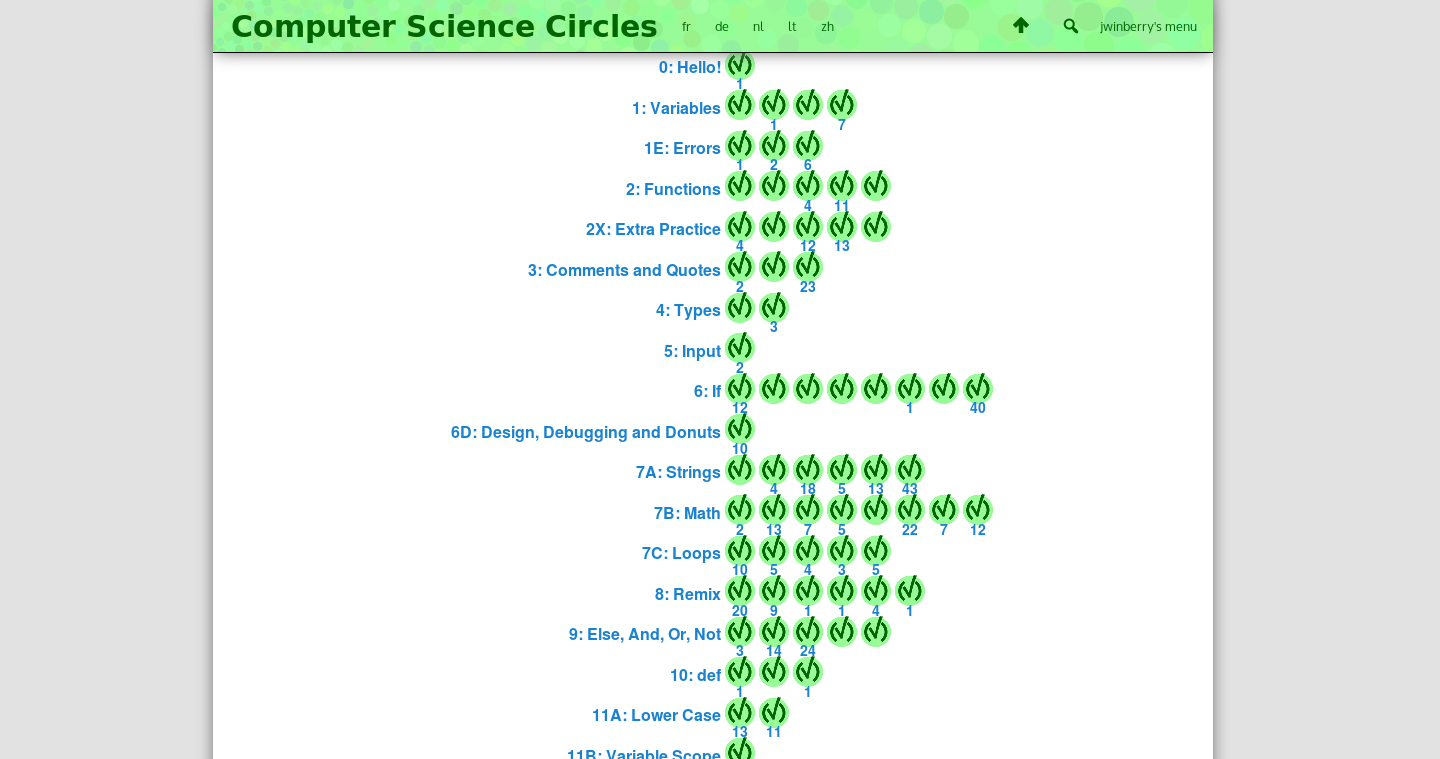 Computer Science Circles fr de nl lt zh jwinberry's menu
0: Hello!
1
1: Variables
1 7
1E: Errors
1 2 6
2: Functions
4 11
2X: Extra Practice
4 12 13
3: Comments and Quotes
2 23
4: Types
3
5: Input
2
6: If
12 1 40
6D: Design, Debugging and Donuts
10
7A: Strings
4 18 5 13 43
7B: Math
2 13 7 5 22 7 12
7C: Loops
10 5 4 3 5
8: Remix
20 9 1 1 4 1
9: Else, And, Or, Not
3 14 24
10: def
1 1
11A: Lower Case
13 11
11B: Variable Scope